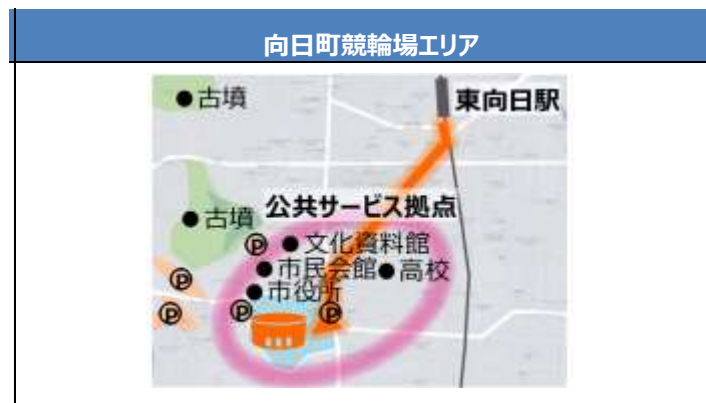 向日町競輪場エリア
●古墳
東向日駅
公共サービス拠点
●古墳
Ⓟ ●文化資料館
●市民会館●高校
Ⓟ
●市役所
Ⓟ Ⓟ Ⓟ